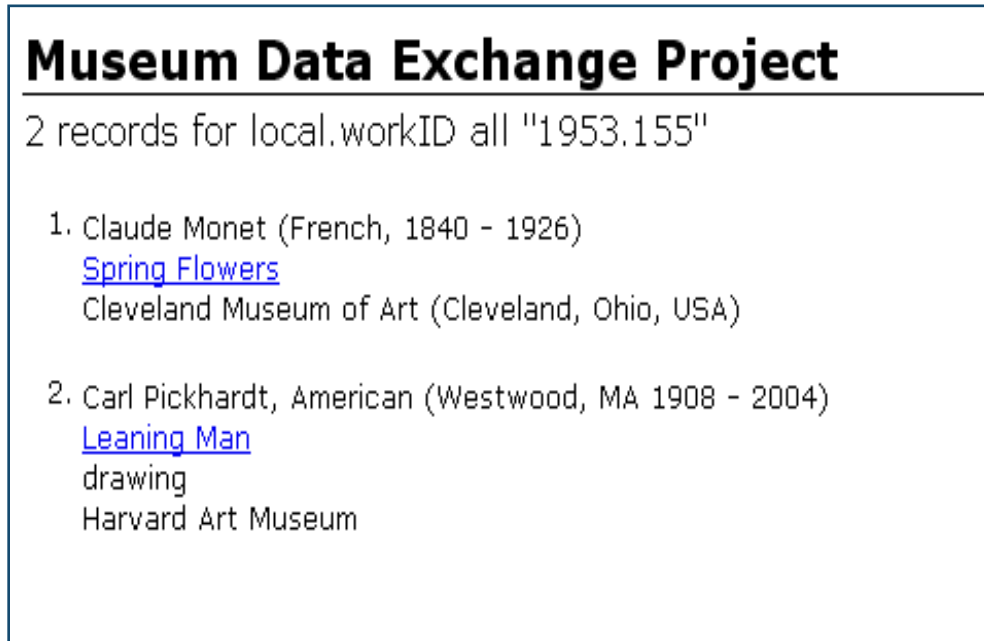 Museum Data Exchange Project
2 records for local.workID all "1953.155"
1. Claude Monet (French, 1840 - 1926)
Spring Flowers
Cleveland Museum of Art (Cleveland, Ohio, USA)
2. Carl Pickhardt, American (Westwood, MA 1908 - 2004)
Leaning Man
drawing
Harvard Art Museum